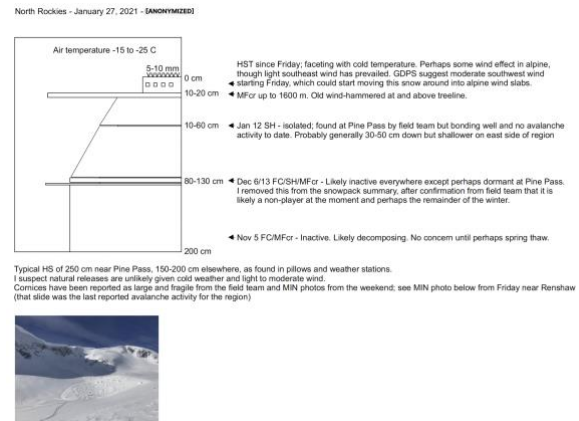 North Rockies - January 27, 2021 - [ANONYMIZED]
Air temperature -15 to -25 C
5-10 mm
0 cm
HST since Friday; faceting with cold temperature. Perhaps some wind effect in alpine,
though light southeast wind has prevailed. GDPS suggest moderate southwest wind
starting Friday, which could start moving this snow around into alpine wind slabs.
10-20 cm
MFcr up to 1600 m. Old wind-hammered at and above treeline.
10-60 cm
Jan 12 SH - isolated; found at Pine Pass by field team but bonding well and no avalanche
activity to date. Probably generally 30-50 cm down but shallower on east side of region
80-130 cm
Dec 6/13 FC/SH/MFcr - Likely inactive everywhere except perhaps dormant at Pine Pass.
I removed this from the snowpack summary, after confirmation from field team that it is
likely a non-player at the moment and perhaps the remainder of the winter.
Nov 5 FC/MFcr - Inactive. Likely decomposing. No concern until perhaps spring thaw.
200 cm
Typical HS of 250 cm near Pine Pass, 150-200 cm elsewhere, as found in pillows and weather stations.
I suspect natural releases are unlikely given cold weather and light to moderate wind.
Cornices have been reported as large and fragile from the field team and MIN photos from the weekend; see MIN photo below from Friday near Renshaw
(that slide was the last reported avalanche activity for the region)